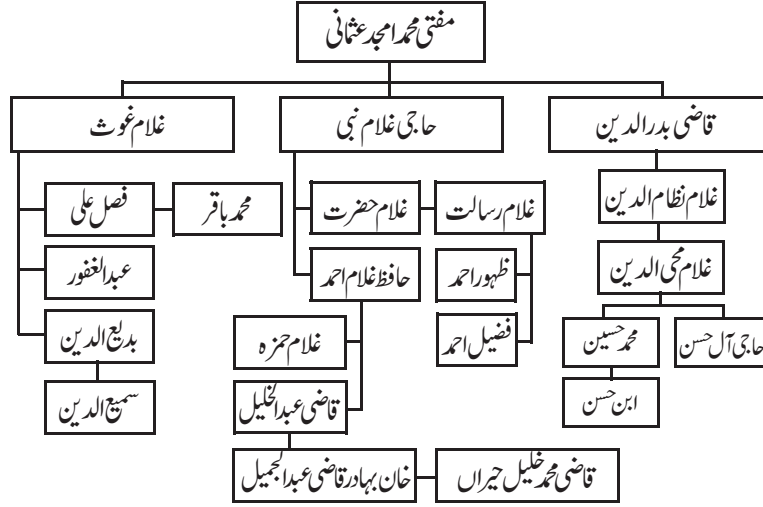 مفتی محمد امجد عثمانی
قاضی بدرالدین
حاجی غلام نبی
غلام غوث
غلام نظام الدین
غلام رسالت
غلام حضرت
محمد باقر
فصل علی
غلام محی الدین
ظہور احمد
حافظ غلام احمد
عبدالغفور
حاجی آل حسن
محمد حسین
فضیل احمد
غلام حمزہ
بدیع الدین
ابن حسن
قاضی عبدالخلیل
سمیع الدین
قاضی محمد خلیل حیراں
خان بہادر قاضی عبدالجمیل